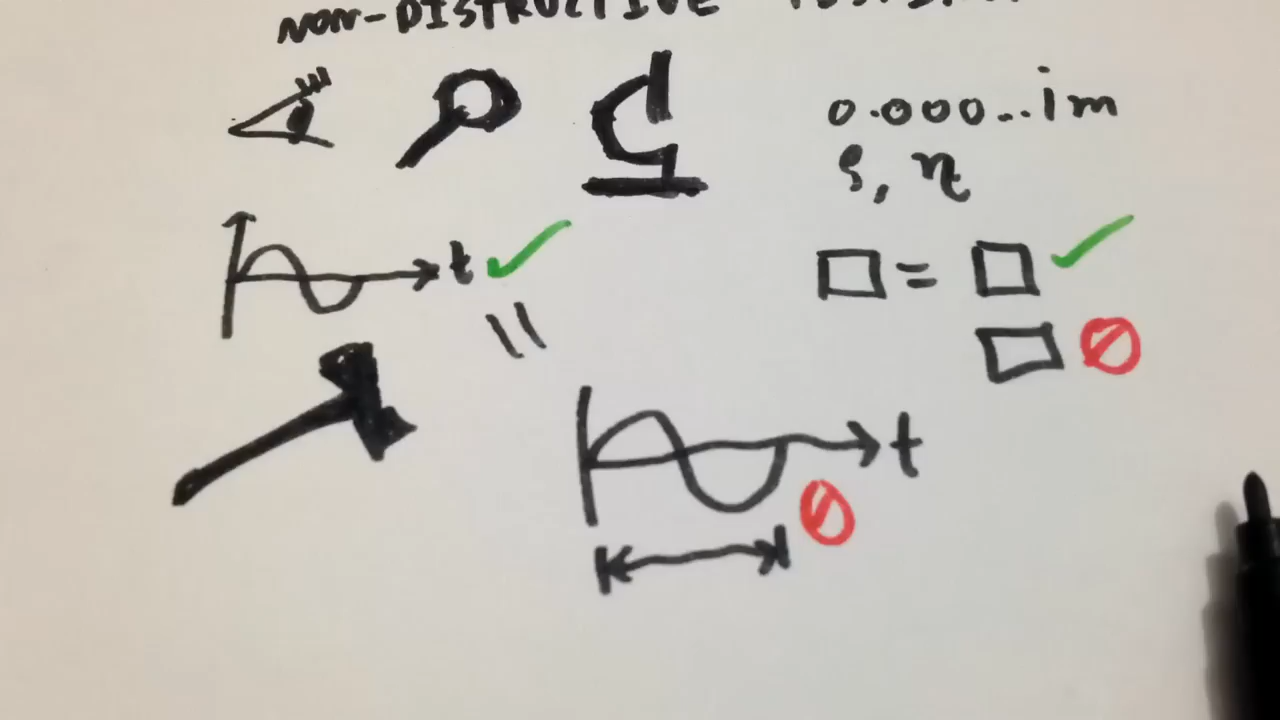 NON-DISTRUCTIVE
0.000...1m
ρ, η
t
=
t